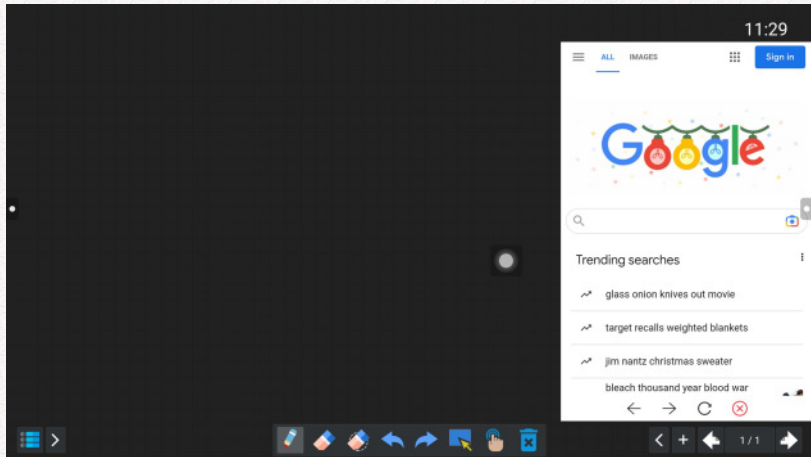 11:29
ALL IMAGES Sign in
Google
Trending searches
glass onion knives out movie
target recalls weighted blankets
jim nantz christmas sweater
bleach thousand year blood war
1/1